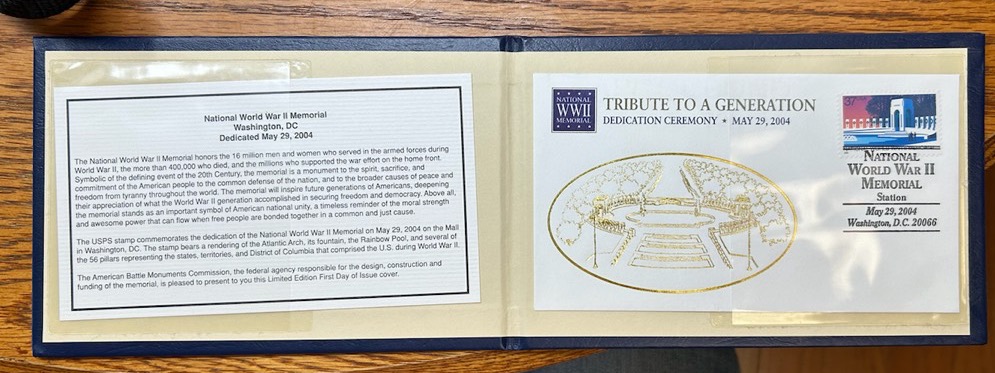 National World War II Memorial
Washington, DC
Dedicated May 29, 2004
The National World War II Memorial honors the 16 million men and women who served in the armed forces during
World War II, the more than 400,000 who died, and the millions who supported the war effort on the home front.
Symbolic of the defining event of the 20th Century, the memorial is a monument to the spirit, sacrifice, and
commitment of the American people to the common defense of the nation, and to the broader causes of peace and
freedom from tyranny throughout the world. The memorial will inspire future generations of Americans, deepening
their appreciation of what the World War II generation accomplished in securing freedom and democracy. Above all,
the memorial stands as an important symbol of American national unity, a timeless reminder of the moral strength
and awesome power that can flow when free people are bonded together in a common and just cause.
The USPS stamp commemorates the dedication of the National World War II Memorial on May 29, 2004 on the Mall
in Washington, DC. The stamp bears a rendering of the Atlantic Arch, its fountain, the Rainbow Pool, and several of
the 56 pillars representing the states, territories, and District of Columbia that comprised the U.S. during World War II.
The American Battle Monuments Commission, the federal agency responsible for the design, construction and
funding of the memorial, is pleased to present to you this Limited Edition First Day of Issue cover.
NATIONAL
WWII
MEMORIAL
TRIBUTE TO A GENERATION
DEDICATION CEREMONY ★ MAY 29, 2004
37
NATIONAL
WORLD WAR II
MEMORIAL
Station
May 29, 2004
Washington, D.C. 20066